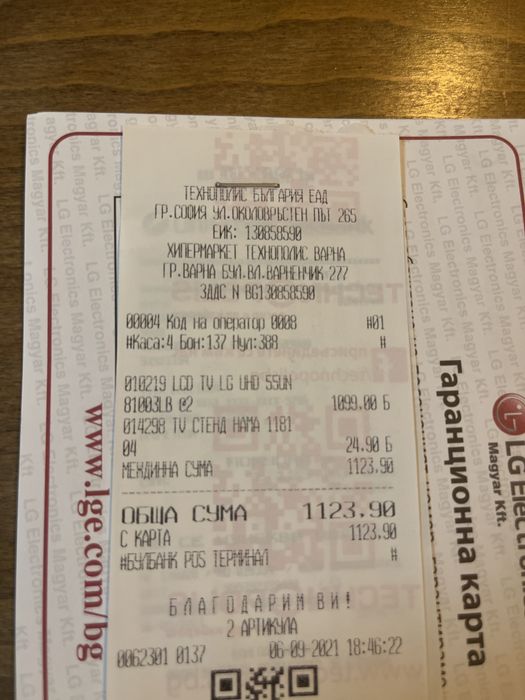 ТЕХНОПОЛИС БЪЛГАРИЯ ЕАД
ГР.СОФИЯ УЛ.ОКОЛОВРЪСТЕН ПЪТ 265
ЕИК: 130858590
ХИПЕРМАРКЕТ ТЕХНОПОЛИС ВАРНА
ГР.ВАРНА БУЛ.ВЛ.ВАРНЕНЧИК 277
ЗДДС N BG130858590
00004 Код на оператор 0008 #01
#Каса:4 Бон:137 Нул:388 #
010219 LCD TV LG UHD 55UN
81003LB @2 1099.00 Б
014298 TV СТЕНД HAMA 1181
04 24.90 Б
МЕЖДИННА СУМА 1123.90
ОБЩА СУМА 1123.90
С КАРТА 1123.90
#БУЛБАНК POS ТЕРМИНАЛ #
БЛАГОДАРИМ ВИ!
2 АРТИКУЛА
0062301 0137 06-09-2021 18:46:22
www.lge.com/bg
Гаранционна карта
LG Elec
Magyar Kft.
LG Electronics Magyar Kft.